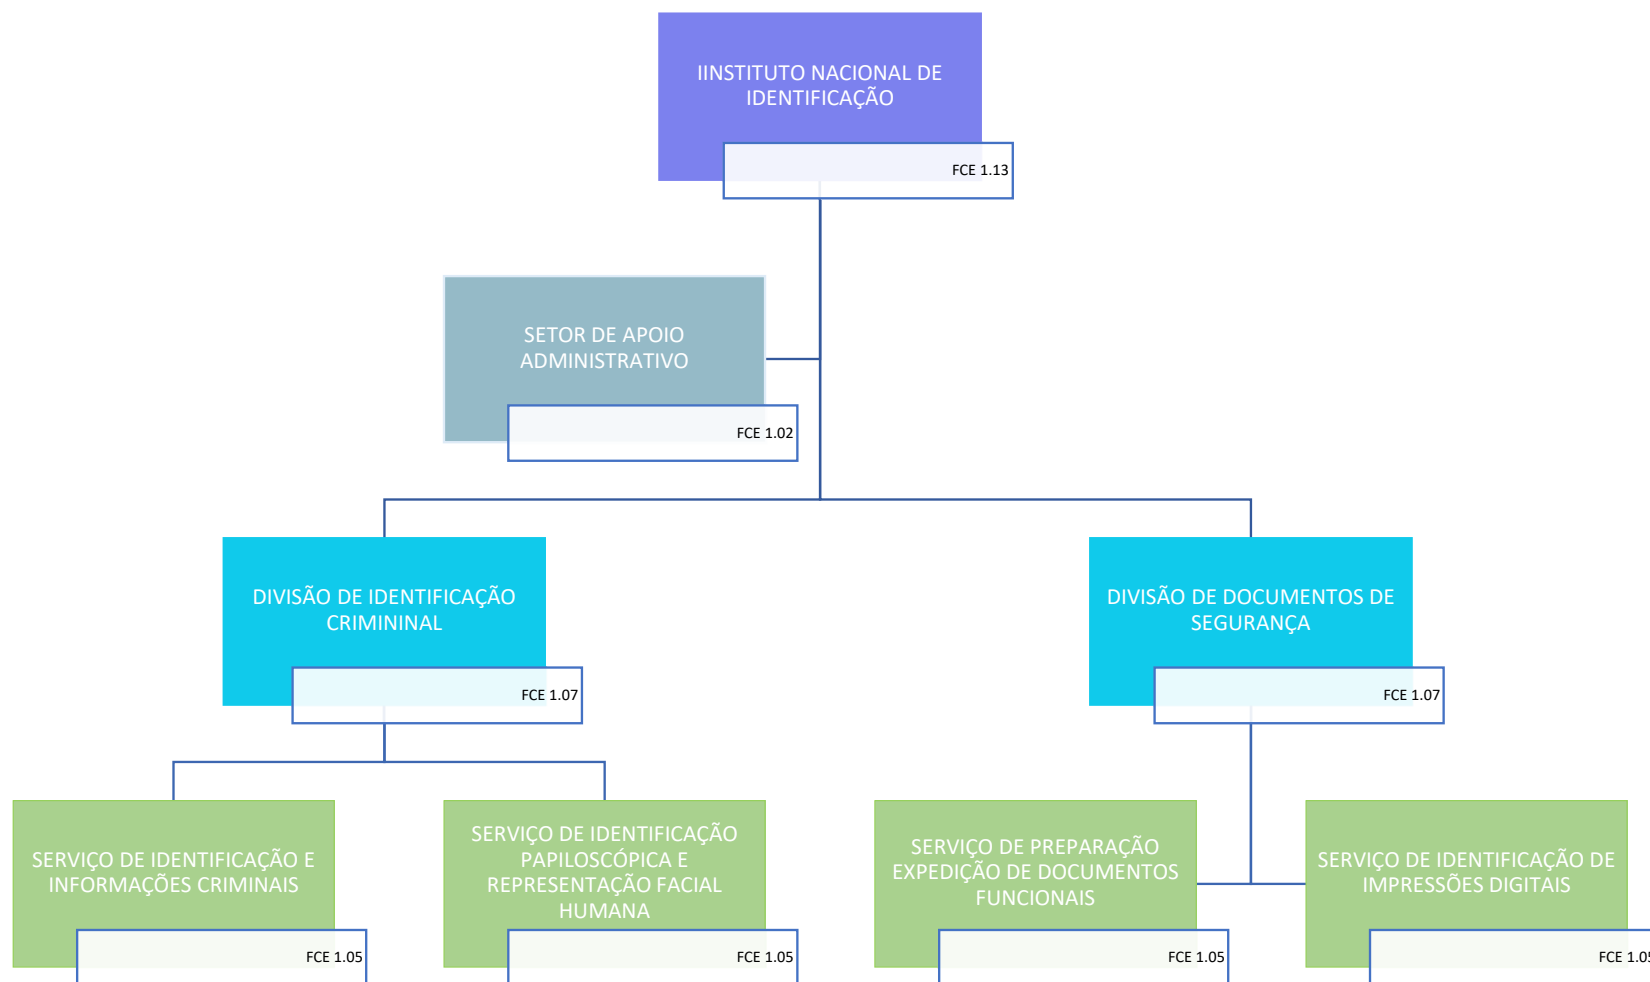 IINSTITUTO NACIONAL DE
IDENTIFICAÇÃO
FCE 1.13
SETOR DE APOIO
ADMINISTRATIVO
FCE 1.02
DIVISÃO DE IDENTIFICAÇÃO
CRIMININAL
FCE 1.07
DIVISÃO DE DOCUMENTOS DE
SEGURANÇA
FCE 1.07
SERVIÇO DE IDENTIFICAÇÃO E
INFORMAÇÕES CRIMINAIS
FCE 1.05
SERVIÇO DE IDENTIFICAÇÃO
PAPILOSCÓPICA E
REPRESENTAÇÃO FACIAL
HUMANA
FCE 1.05
SERVIÇO DE PREPARAÇÃO
EXPEDIÇÃO DE DOCUMENTOS
FUNCIONAIS
FCE 1.05
SERVIÇO DE IDENTIFICAÇÃO DE
IMPRESSÕES DIGITAIS
FCE 1.05